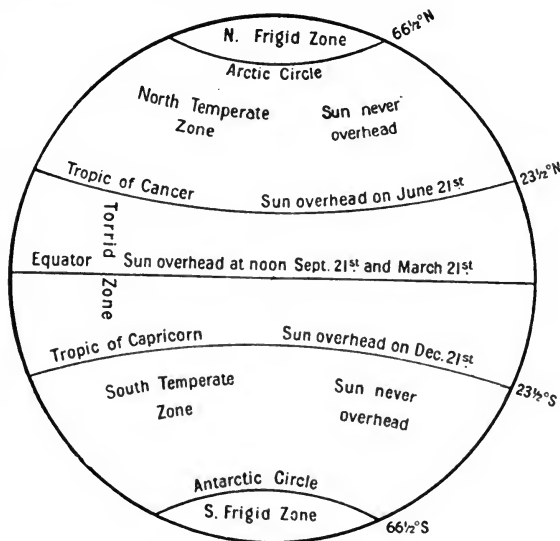 N. Frigid Zone
66½°N
Arctic Circle
North Temperate
Zone
Sun never
overhead
23½°N
Tropic of Cancer
Sun overhead on June 21st
Torrid
Zone
Equator
Sun overhead at noon Sept. 21st and March 21st
Tropic of Capricorn
Sun overhead on Dec. 21st
23½°S
South Temperate
Zone
Sun never
overhead
Antarctic Circle
S. Frigid Zone
66½°S